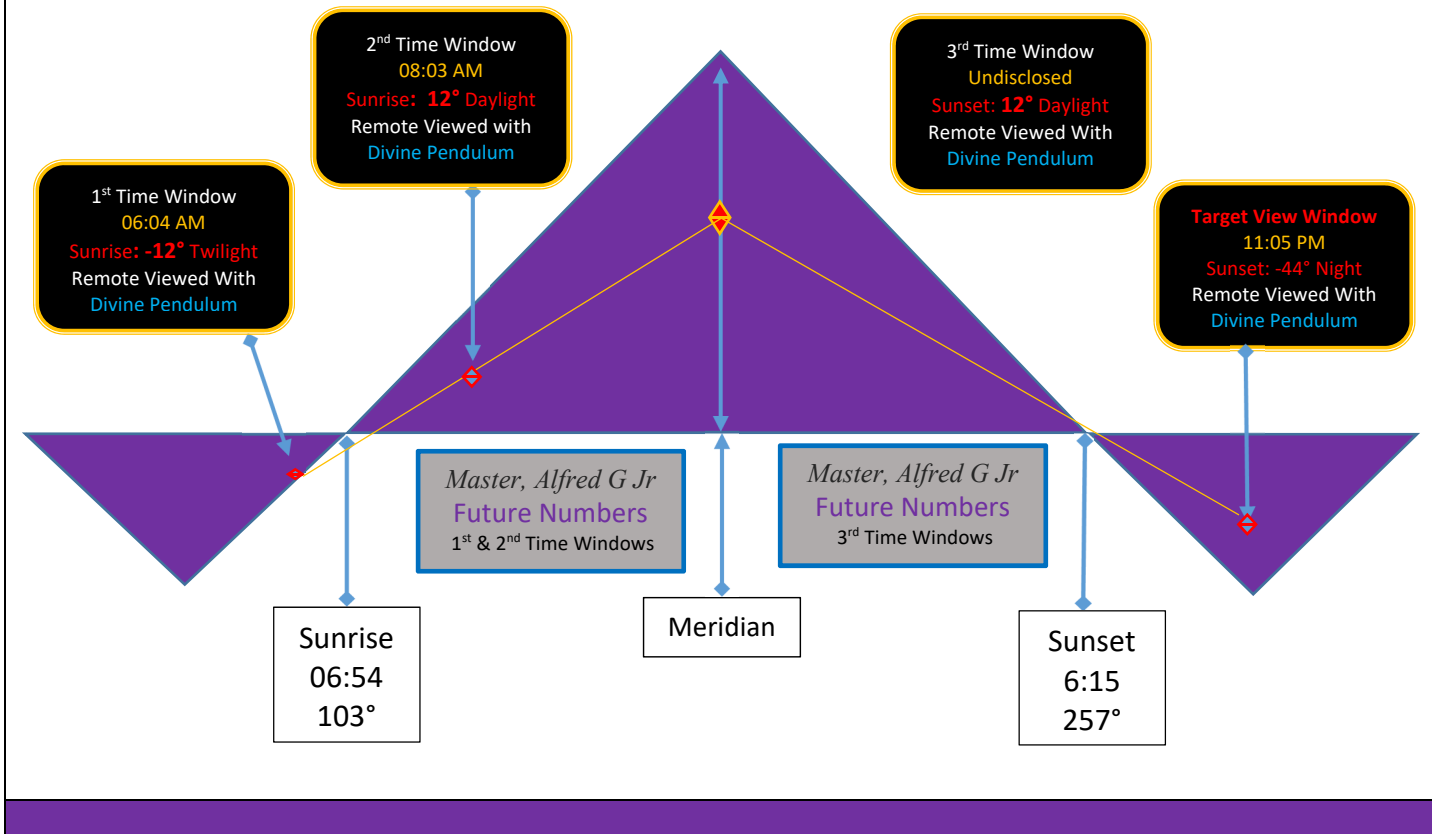 2nd Time Window
08:03 AM
Sunrise: 12° Daylight
Remote Viewed with
Divine Pendulum
3rd Time Window
Undisclosed
Sunset: 12° Daylight
Remote Viewed With
Divine Pendulum
1st Time Window
06:04 AM
Sunrise: -12° Twilight
Remote Viewed With
Divine Pendulum
Target View Window
11:05 PM
Sunset: -44° Night
Remote Viewed With
Divine Pendulum
Master, Alfred G Jr
Future Numbers
1st & 2nd Time Windows
Master, Alfred G Jr
Future Numbers
3rd Time Windows
Sunrise
06:54
103°
Meridian
Sunset
6:15
257°